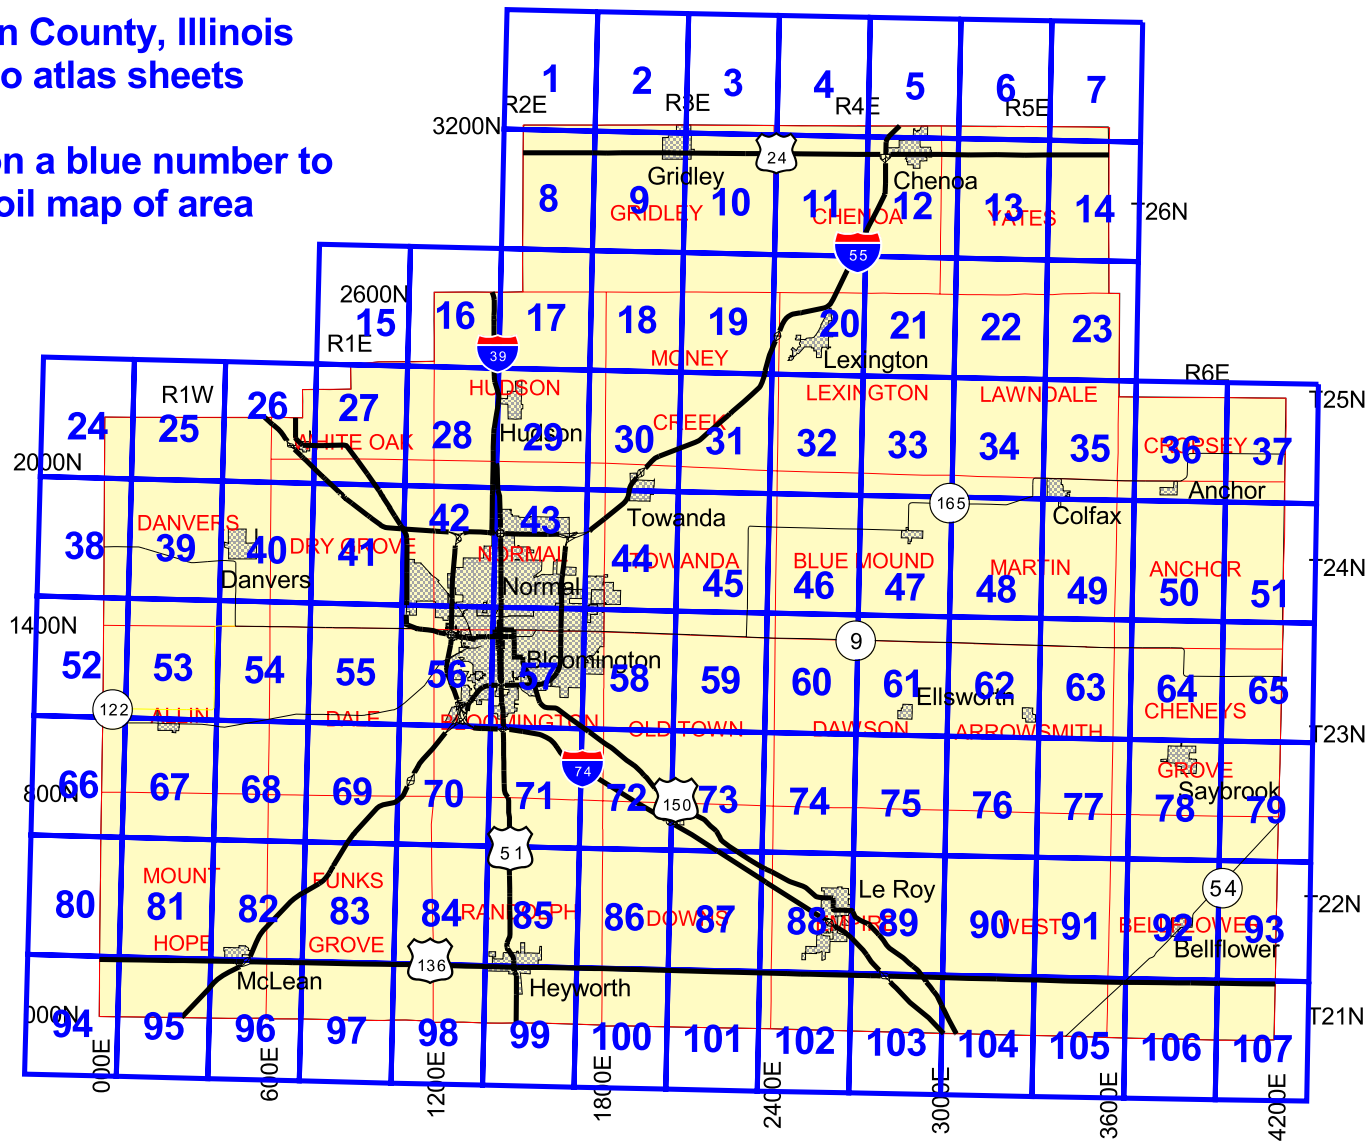 n County, Illinois
o atlas sheets
on a blue number to
oil map of area
1 2 3 4 5 6 7
R2E R3E R4E R5E
3200N
24
Gridley Chenoa
8 9 10 11 12 13 14
GRIDLEY CHENOA YATES
T26N
55
2600N
15 16 17 18 19 20 21 22 23
R1E
39
MONEY
Lexington
R6E
R1W
HUDSON
LEXINGTON LAWNDALE
T25N
24 25 26 27 28 29 30 31 32 33 34 35 36 37
CREEK
Hudson
WHITE OAK
CROPSEY
2000N
165
Anchor
Towanda
Colfax
DANVERS
38 39 40 41 42 43 44 45 46 47 48 49 50 51
DRY GROVE NORMAL TOWANDA BLUE MOUND MARTIN ANCHOR
T24N
Danvers Normal
1400N
9
52 53 54 55 56 57 58 59 60 61 62 63 64 65
Bloomington
Ellsworth
122
ALLIN DALE BLOOMINGTON OLD TOWN DAWSON ARROWSMITH CHENEYS
T23N
GROVE
74
66 67 68 69 70 71 72 73 74 75 76 77 78 79
800N
150
Saybrook
51
MOUNT FUNKS
Le Roy
54
80 81 82 83 84 85 86 87 88 89 90 91 92 93
RANDOLPH DOWNS EMPIRE WEST BELLFLOWER
T22N
HOPE GROVE
Bellflower
136
McLean Heyworth
000N
T21N
94 95 96 97 98 99 100 101 102 103 104 105 106 107
000E 600E 1200E 1800E 2400E 3000E 3600E 4200E